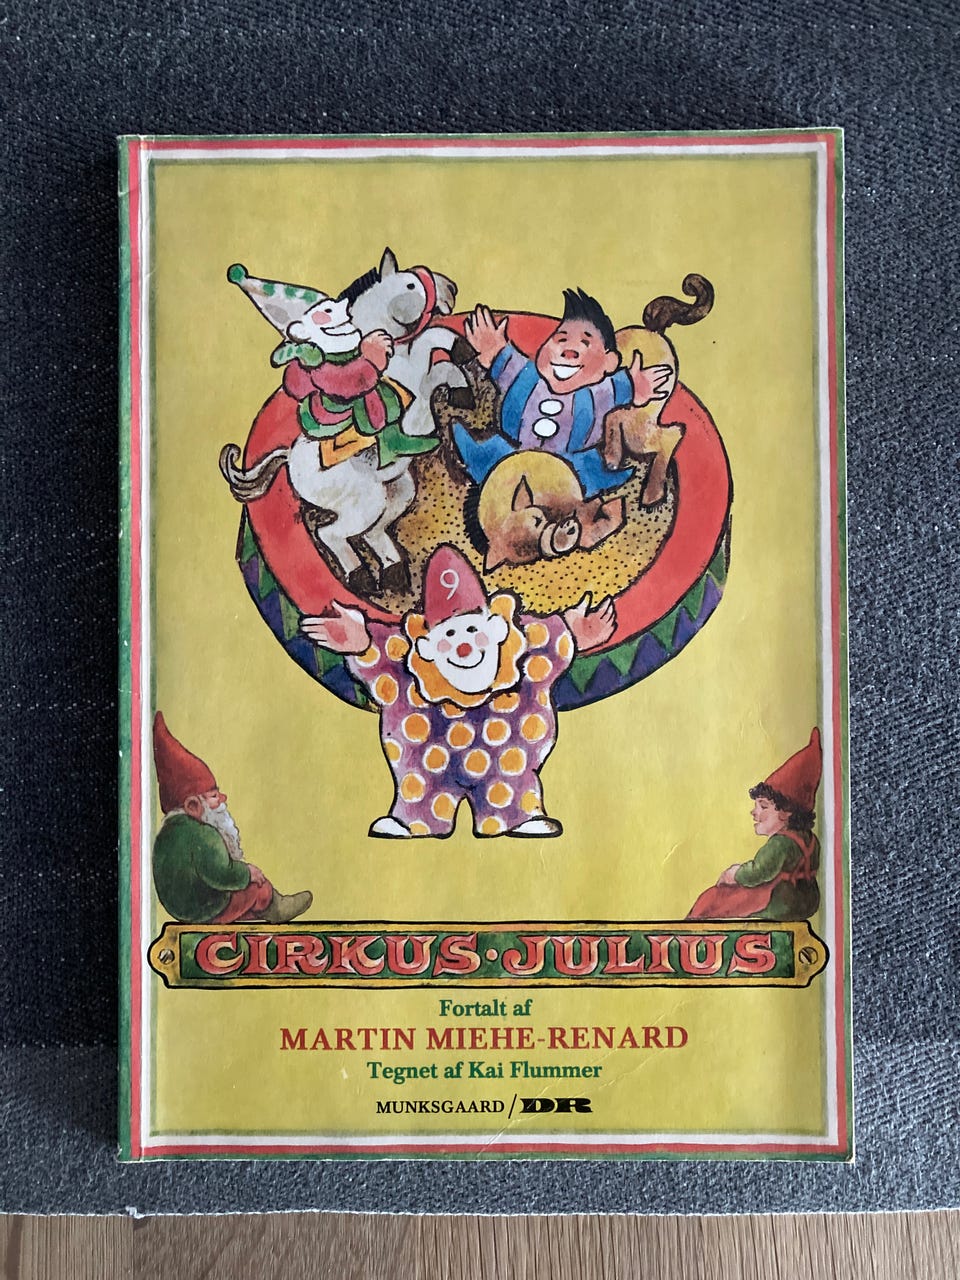 9
CIRKUS·JULIUS
Fortalt af
MARTIN MIEHE-RENARD
Tegnet af Kai Flummer
MUNKSGAARD/DR